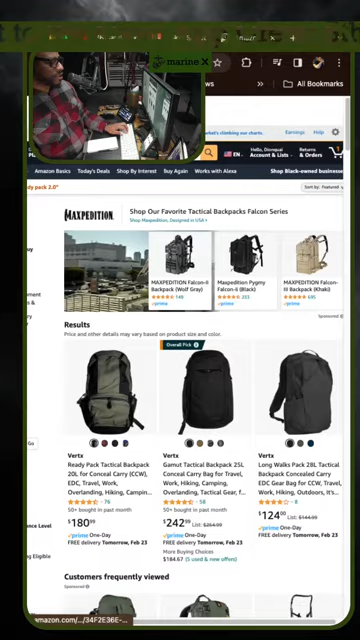 marine X
All Bookmarks
Earnings
Help
EN
Hello, Dionquai
Account & Lists
Returns
& Orders
1
Amazon Basics
Today's Deals
Shop By Interest
Buy Again
Works with Alexa
Shop Black-owned business
dy pack 2.0"
Sort by: Featured
MAXPEDITION
Shop Our Favorite Tactical Backpacks Falcon Series
Shop Maxpedition, Designed in USA
MAXPEDITION Falcon-II Backpack (Wolf Gray)
149
prime
Maxpedition Pygmy Falcon-II (Black)
253
prime
MAXPEDITION Falcon-III Backpack (Khaki)
prime
Sponsored
Results
Price and other details may vary based on product size and color.
Overall Pick
Vertx
Ready Pack Tactical Backpack
20L for Conceal Carry (CCW),
EDC, Travel, Work,
Overlanding, Hiking, Campin...
76
50+ bought in past month
$180⁹⁹
prime One-Day
FREE delivery Tomorrow, Feb 23
Vertx
Gamut Tactical Backpack 25L
Conceal Carry Bag for Travel,
Work, Hiking, Camping,
Overlanding, Tactical Gear, f...
58
50+ bought in past month
$242⁹⁹ List: $264.99
prime One-Day
FREE delivery Tomorrow, Feb 23
More Buying Choices
$184.67 (5 used & new offers)
Vertx
Long Walks Pack 28L Tactical
Backpack Concealed Carry
EDC Gear Bag for CCW, Travel,
Work, Hiking, Outdoors, It's...
8
$124⁰⁰ List: $144.99
prime One-Day
FREE delivery Tomorrow, Feb 23
Customers frequently viewed
Sponsored
amazon.com/.../34F2E36E-...